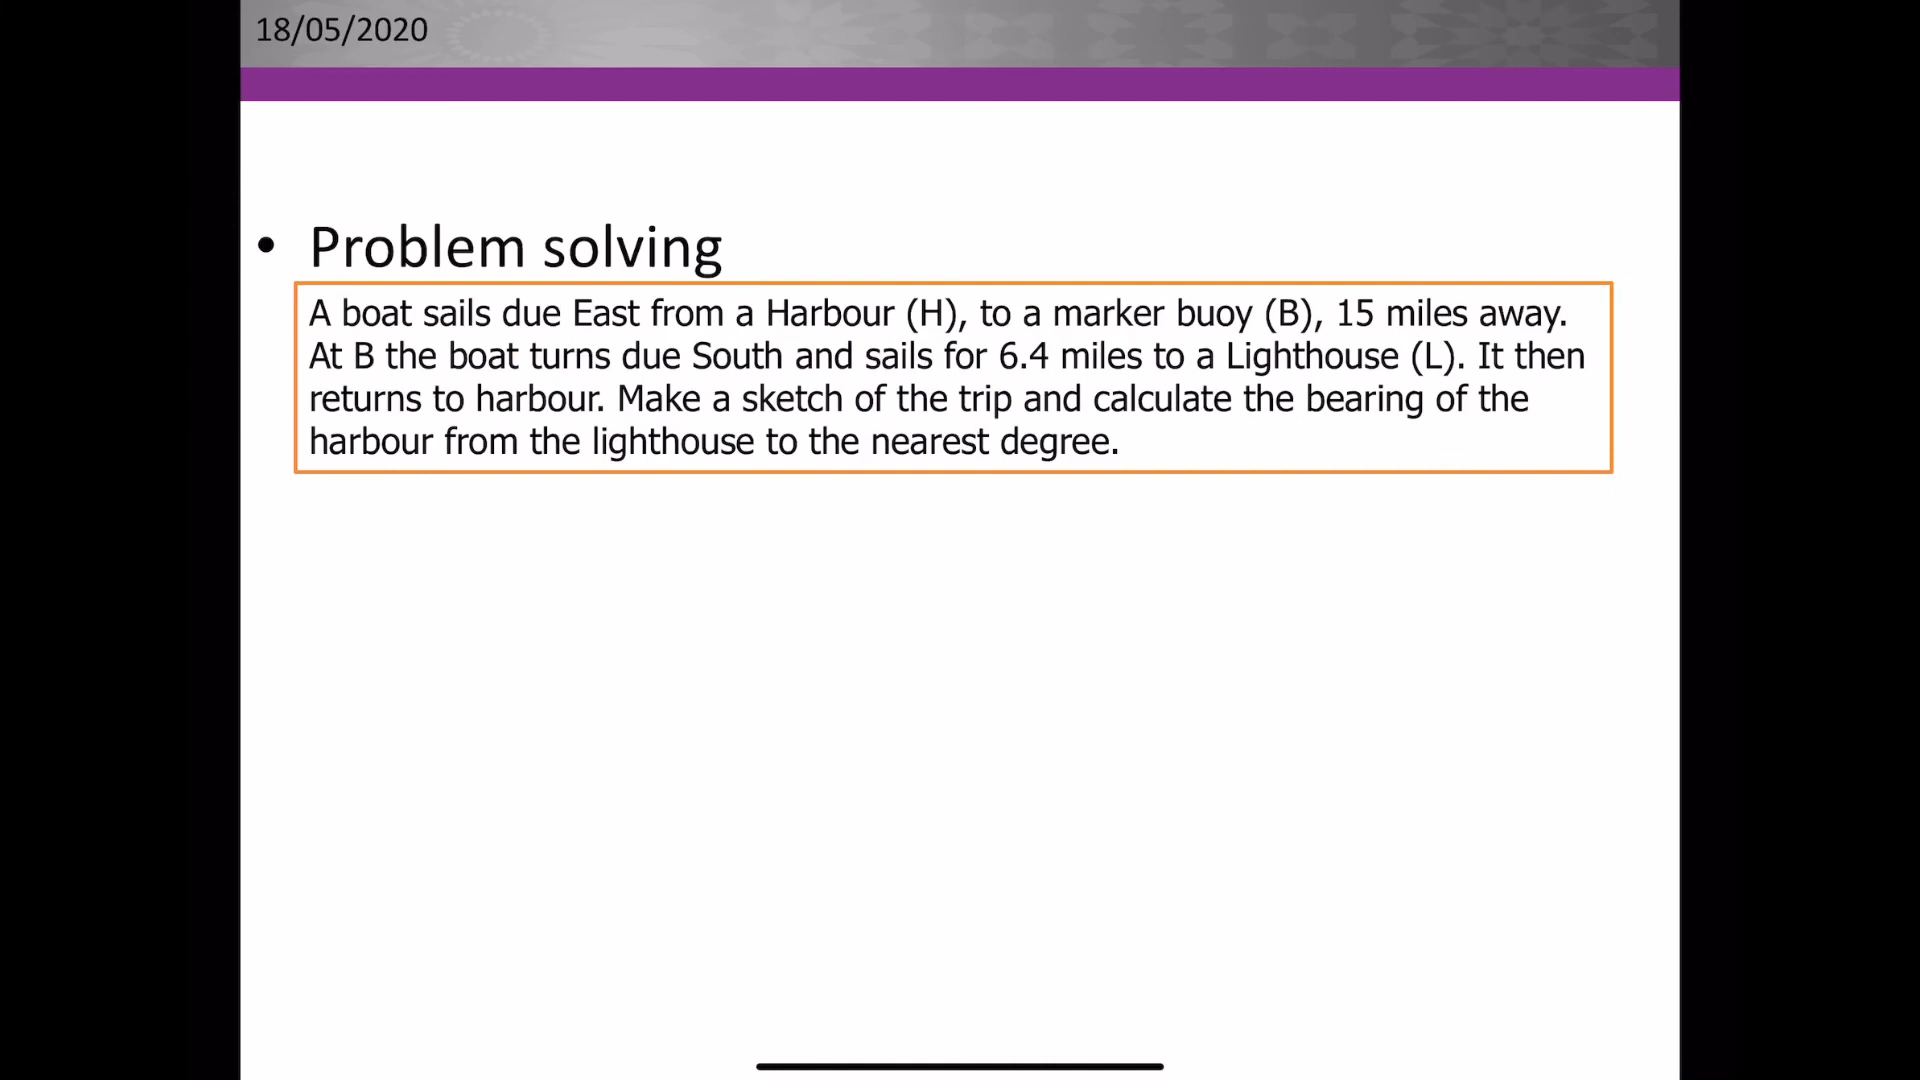 18/05/2020
• Problem solving
A boat sails due East from a Harbour (H), to a marker buoy (B), 15 miles away.
At B the boat turns due South and sails for 6.4 miles to a Lighthouse (L). It then
returns to harbour. Make a sketch of the trip and calculate the bearing of the
harbour from the lighthouse to the nearest degree.